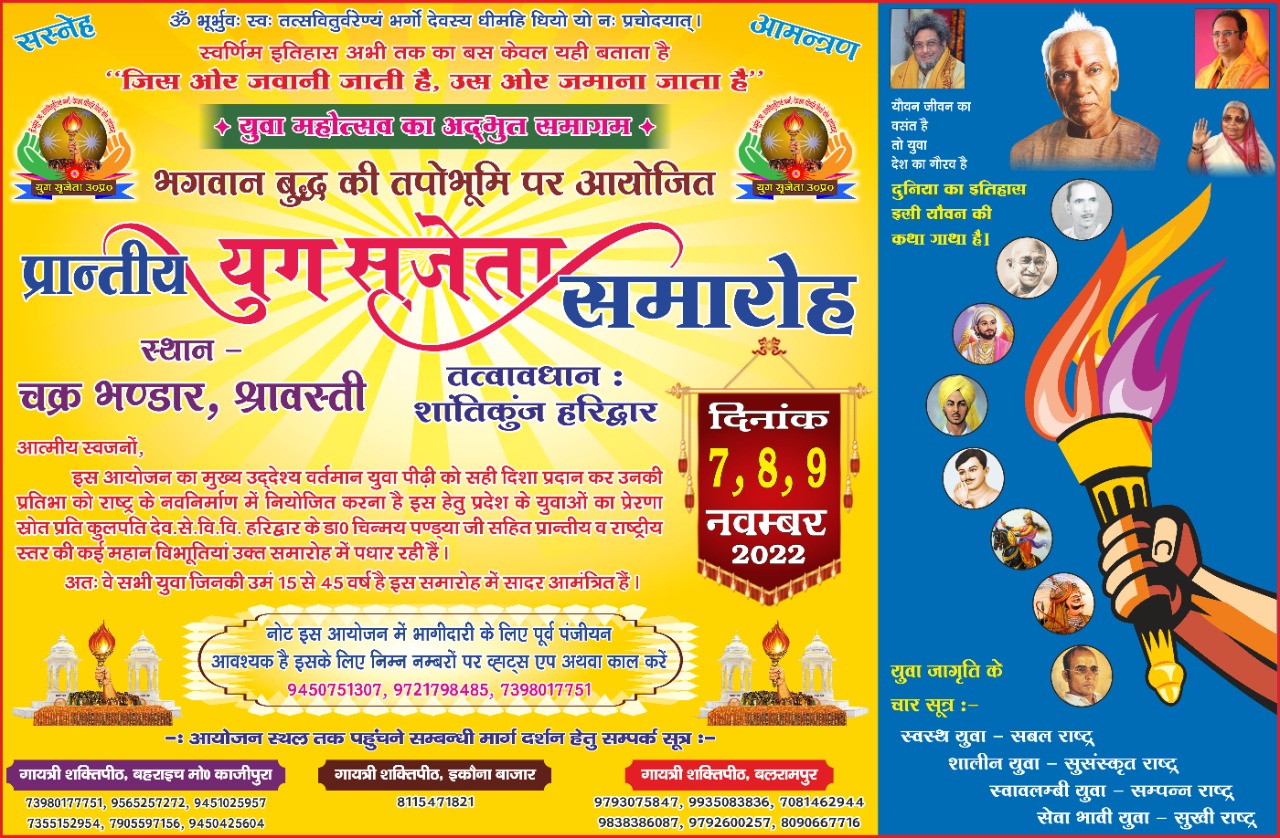 सस्नेह
आमन्त्रण
ॐ भूर्भुवः स्वः तत्सवितुर्वरेण्यं भर्गो देवस्य धीमहि धियो यो नः प्रचोदयात्।
स्वर्णिम इतिहास अभी तक का बस केवल यही बताता है
“जिस ओर जवानी जाती है, उस ओर जमाना जाता है”
✦ युवा महोत्सव का अद्‌भुत समागम ✦
युग सृजेता उ०प्र०
युग सृजेता उ०प्र०
भगवान बुद्ध की तपोभूमि पर आयोजित
प्रान्तीय युग सृजेता समारोह
स्थान –
चक्र भण्डार, श्रावस्ती
तत्वावधान :
शांतिकुंज हरिद्वार
दिनांक
7, 8, 9
नवम्बर
2022
आत्मीय स्वजनों,
इस आयोजन का मुख्य उद्‌देश्य वर्तमान युवा पीढ़ी को सही दिशा प्रदान कर उनकी
प्रतिभा को राष्ट्र के नवनिर्माण में नियोजित करना है इस हेतु प्रदेश के युवाओं का प्रेरणा
स्रोत प्रति कुलपति देव.से.वि.वि. हरिद्वार के डा0 चिन्मय पण्ड्या जी सहित प्रान्तीय व राष्ट्रीय
स्तर की कई महान विभाूतियां उक्त समारोह में पधार रही हैं।
अतः वे सभी युवा जिनकी उमं 15 से 45 वर्ष है इस समारोह में सादर आमंत्रित हैं।
नोट इस आयोजन में भागीदारी के लिए पूर्व पंजीयन
आवश्यक है इसके लिए निम्न नम्बरों पर व्हाट्स एप अथवा काल करें
9450751307, 9721798485, 7398017751
-: आयोजन स्थल तक पहुंचने सम्बन्धी मार्ग दर्शन हेतु सम्पर्क सूत्र :-
गायत्री शक्तिपीठ, बहराइच मो0 काजीपुरा
73980177751, 9565257272, 9451025957
7355152954, 7905597156, 9450425604
गायत्री शक्तिपीठ, इकौना बाजार
8115471821
गायत्री शक्तिपीठ, बलरामपुर
9793075847, 9935083836, 7081462944
9838386087, 9792600257, 8090667716
यौवन जीवन का
वसंत है
तो युवा
देश का गौरव है
दुनिया का इतिहास
इसी यौवन की
कथा गाथा है।
युवा जागृति के
चार सूत्र :–
स्वस्थ युवा – सबल राष्ट्र
शालीन युवा – सुसंस्कृत राष्ट्र
स्वावलम्बी युवा – सम्पन्न राष्ट्र
सेवा भावी युवा – सुखी राष्ट्र